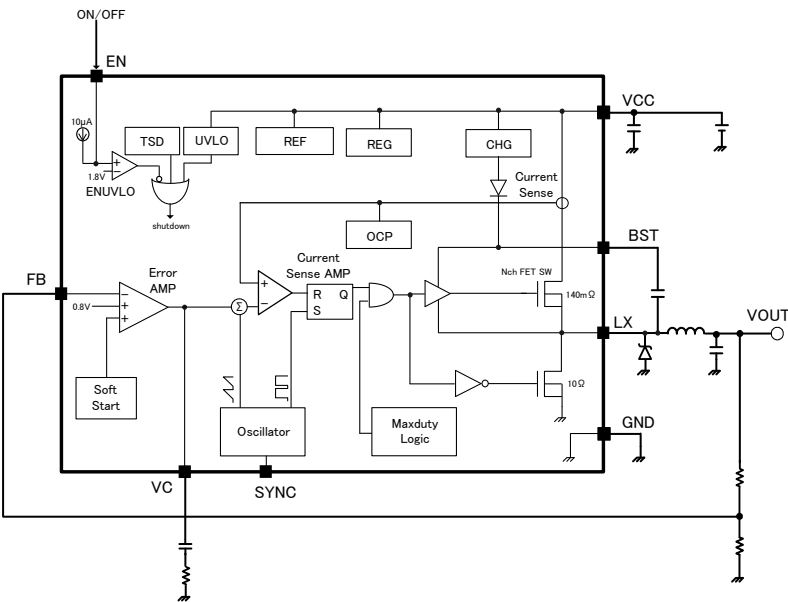 ON/OFF
EN
VCC
10μA
TSD
UVLO
REF
REG
CHG
1.8V
ENUVLO
shutdown
Current
Sense
OCP
BST
FB
Error
AMP
Current
Sense AMP
Nch FET SW
0.8V
Σ
R Q
S
140mΩ
LX
VOUT
Soft
Start
10Ω
Oscillator
Maxduty
Logic
GND
VC
SYNC